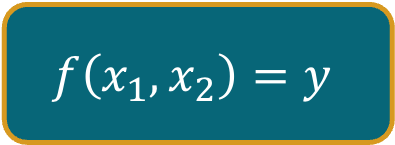 f(x₁, x₂) = y